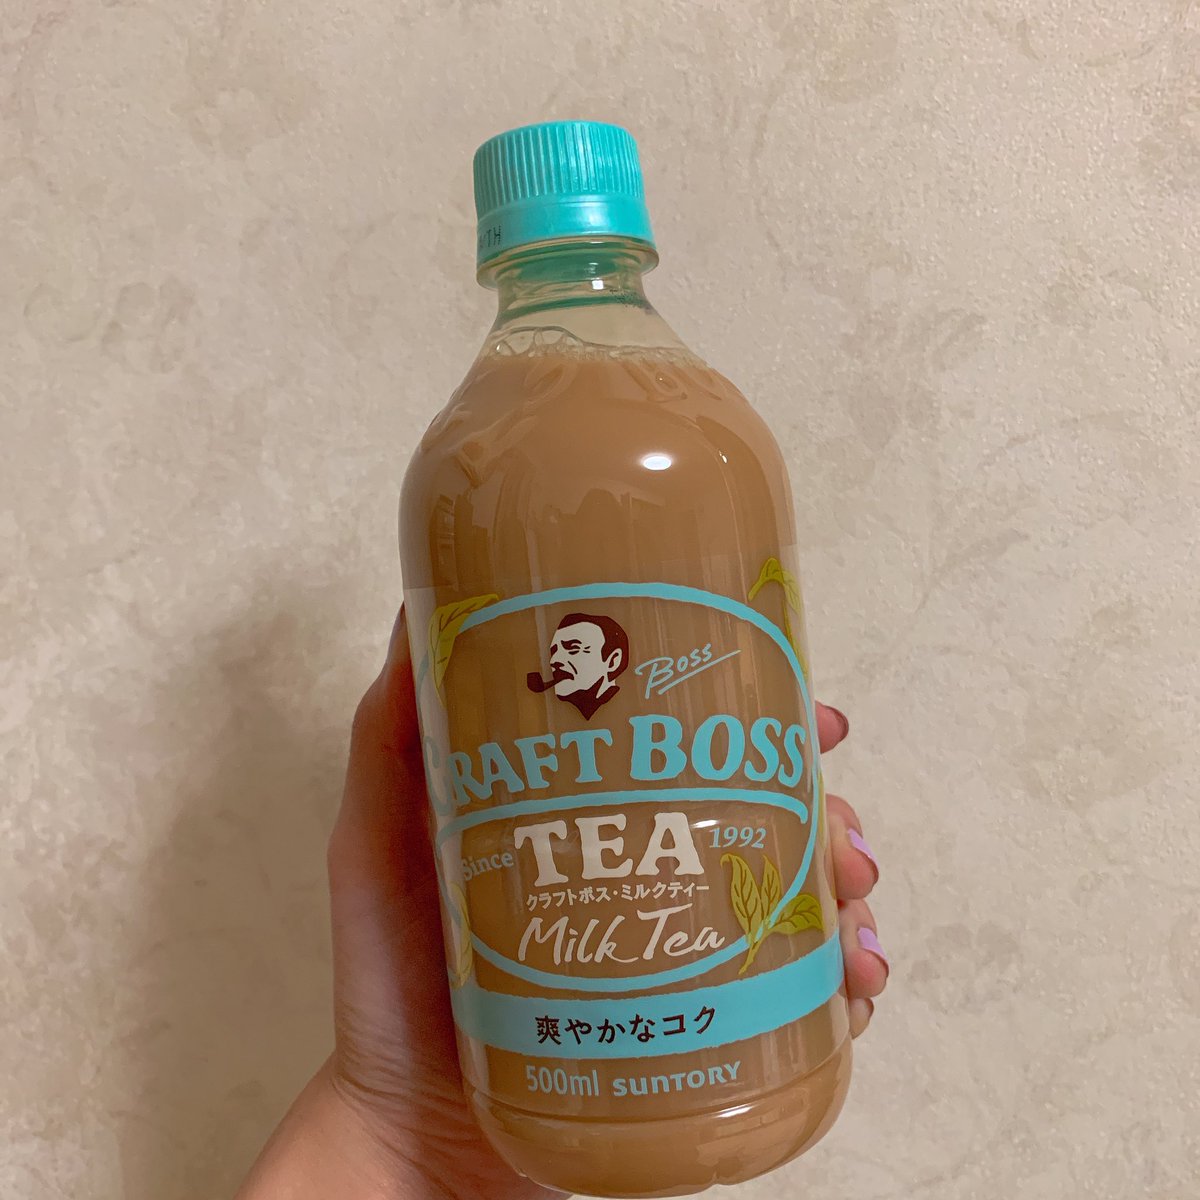 Boss
CRAFT BOSS
Since TEA 1992
クラフトボス・ミルクティー
Milk Tea
爽やかなコク
500ml SUNTORY